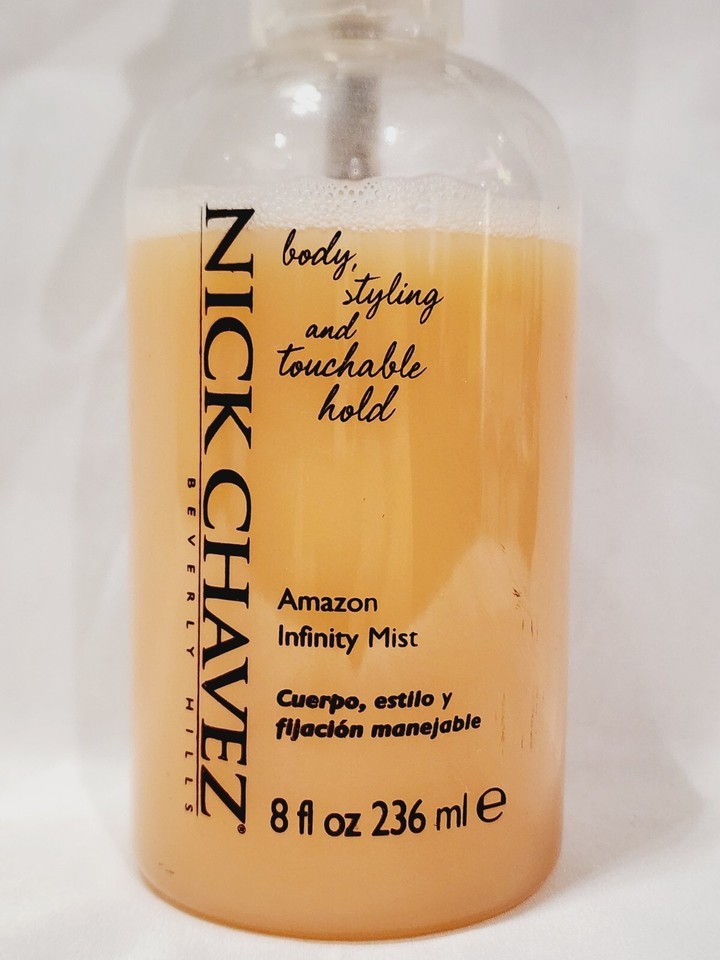 NICK CHAVEZ®
BEVERLY HILLS
body,
styling
and
touchable
hold
Amazon
Infinity Mist
Cuerpo, estilo y
fijación manejable
8 fl oz 236 ml e